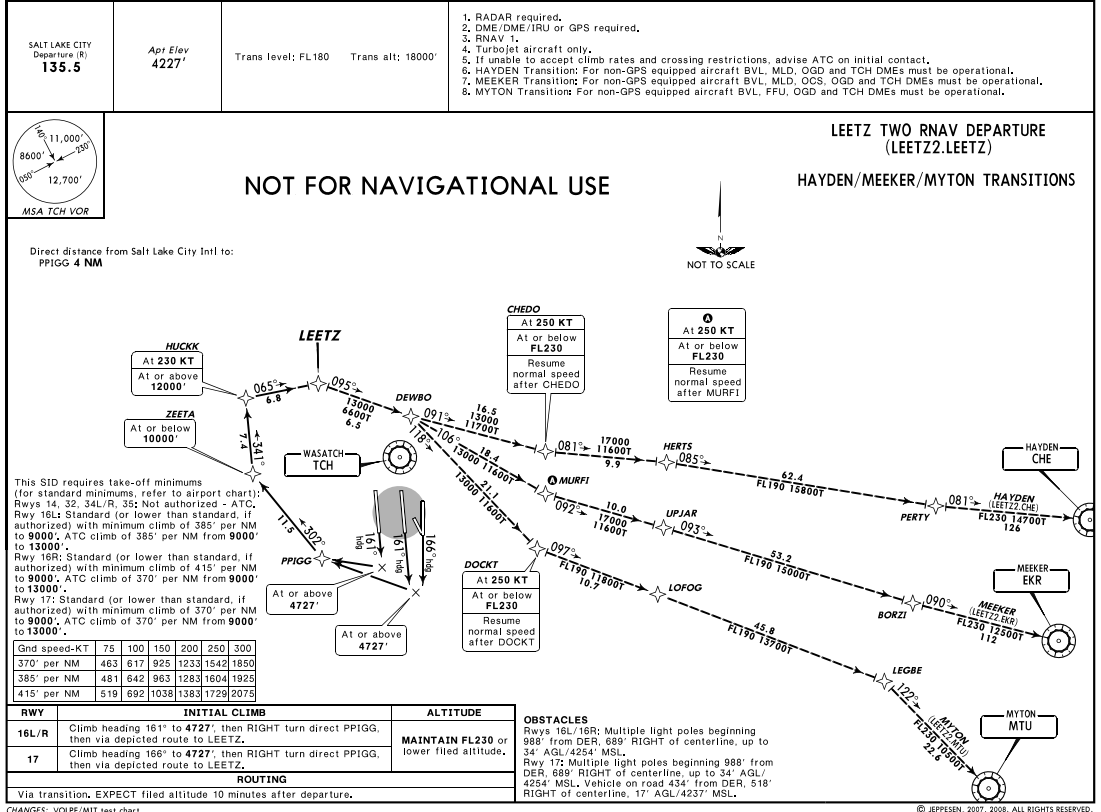 SALT LAKE CITY
Departure (R)
135.5
Apt Elev
4227'
Trans level: FL180 Trans alt: 18000'
1. RADAR required.
2. DME/DME/IRU or GPS required.
3. RNAV 1.
4. Turbojet aircraft only.
5. If unable to accept climb rates and crossing restrictions, advise ATC on initial contact.
6. HAYDEN Transition: For non-GPS equipped aircraft BVL, MLD, OGD and TCH DMEs must be operational.
7. MEEKER Transition: For non-GPS equipped aircraft BVL, MLD, OCS, OGD and TCH DMEs must be operational.
8. MYTON Transition: For non-GPS equipped aircraft BVL, FFU, OGD and TCH DMEs must be operational.
140°
11,000'
230°
8600'
050°
12,700'
MSA TCH VOR
LEETZ TWO RNAV DEPARTURE
(LEETZ2.LEETZ)
HAYDEN/MEEKER/MYTON TRANSITIONS
NOT FOR NAVIGATIONAL USE
Direct distance from Salt Lake City Intl to:
PPIGG 4 NM
N
NOT TO SCALE
CHEDO
At 250 KT
At or below
FL230
Resume
normal speed
after CHEDO
A
At 250 KT
At or below
FL230
Resume
normal speed
after MURFI
HUCKK
At 230 KT
At or above
12000'
LEETZ
ZEETA
At or below
10000'
065°
6.8
095°
13000
6600T
6.5
DEWBO
091°
16.5
13000
11700T
106°
18.4
13000 11600T
118°
21.1
13000 11600T
081°
17000
11600T
9.9
HERTS
085°
62.4
FL190 15800T
PERTY
081°
HAYDEN
(LEETZ2.CHE)
FL230 14700T
126
HAYDEN
CHE
7.4
341°
WASATCH
TCH
A MURFI
092°
10.0
17000
11600T
UPJAR
093°
53.2
FL190 15000T
BORZI
090°
MEEKER
(LEETZ2.EKR)
FL230 12500T
112
MEEKER
EKR
11.5
302°
PPIGG
161°
hdg
161°
hdg
166°
hdg
At or above
4727'
At or above
4727'
DOCKT
At 250 KT
At or below
FL230
Resume
normal speed
after DOCKT
097°
FL190 11800T
10.7
LOFOG
45.8
FL190 13700T
LEGBE
122°
MYTON
(LEETZ2.MTU)
FL230 10500T
22.6
MYTON
MTU
This SID requires take-off minimums
(for standard minimums, refer to airport chart):
Rwys 14, 32, 34L/R, 35: Not authorized - ATC.
Rwy 16L: Standard (or lower than standard, if
authorized) with minimum climb of 385' per NM
to 9000'. ATC climb of 385' per NM from 9000'
to 13000'.
Rwy 16R: Standard (or lower than standard, if
authorized) with minimum climb of 415' per NM
to 9000'. ATC climb of 370' per NM from 9000'
to 13000'.
Rwy 17: Standard (or lower than standard, if
authorized) with minimum climb of 370' per NM
to 9000'. ATC climb of 370' per NM from 9000'
to 13000'.
Gnd speed-KT 75 100 150 200 250 300
370' per NM 463 617 925 1233 1542 1850
385' per NM 481 642 963 1283 1604 1925
415' per NM 519 692 1038 1383 1729 2075
RWY INITIAL CLIMB ALTITUDE
16L/R Climb heading 161° to 4727', then RIGHT turn direct PPIGG,
then via depicted route to LEETZ.
17 Climb heading 166° to 4727', then RIGHT turn direct PPIGG,
then via depicted route to LEETZ.
MAINTAIN FL230 or
lower filed altitude.
ROUTING
Via transition. EXPECT filed altitude 10 minutes after departure.
OBSTACLES
Rwys 16L/16R: Multiple light poles beginning
988' from DER, 689' RIGHT of centerline, up to
34' AGL/4254' MSL.
Rwy 17: Multiple light poles beginning 988' from
DER, 689' RIGHT of centerline, up to 34' AGL/
4254' MSL. Vehicle on road 434' from DER, 518'
RIGHT of centerline, 17' AGL/4237' MSL.
CHANGES: VOLPE/MIT test chart.
© JEPPESEN, 2007, 2008. ALL RIGHTS RESERVED.